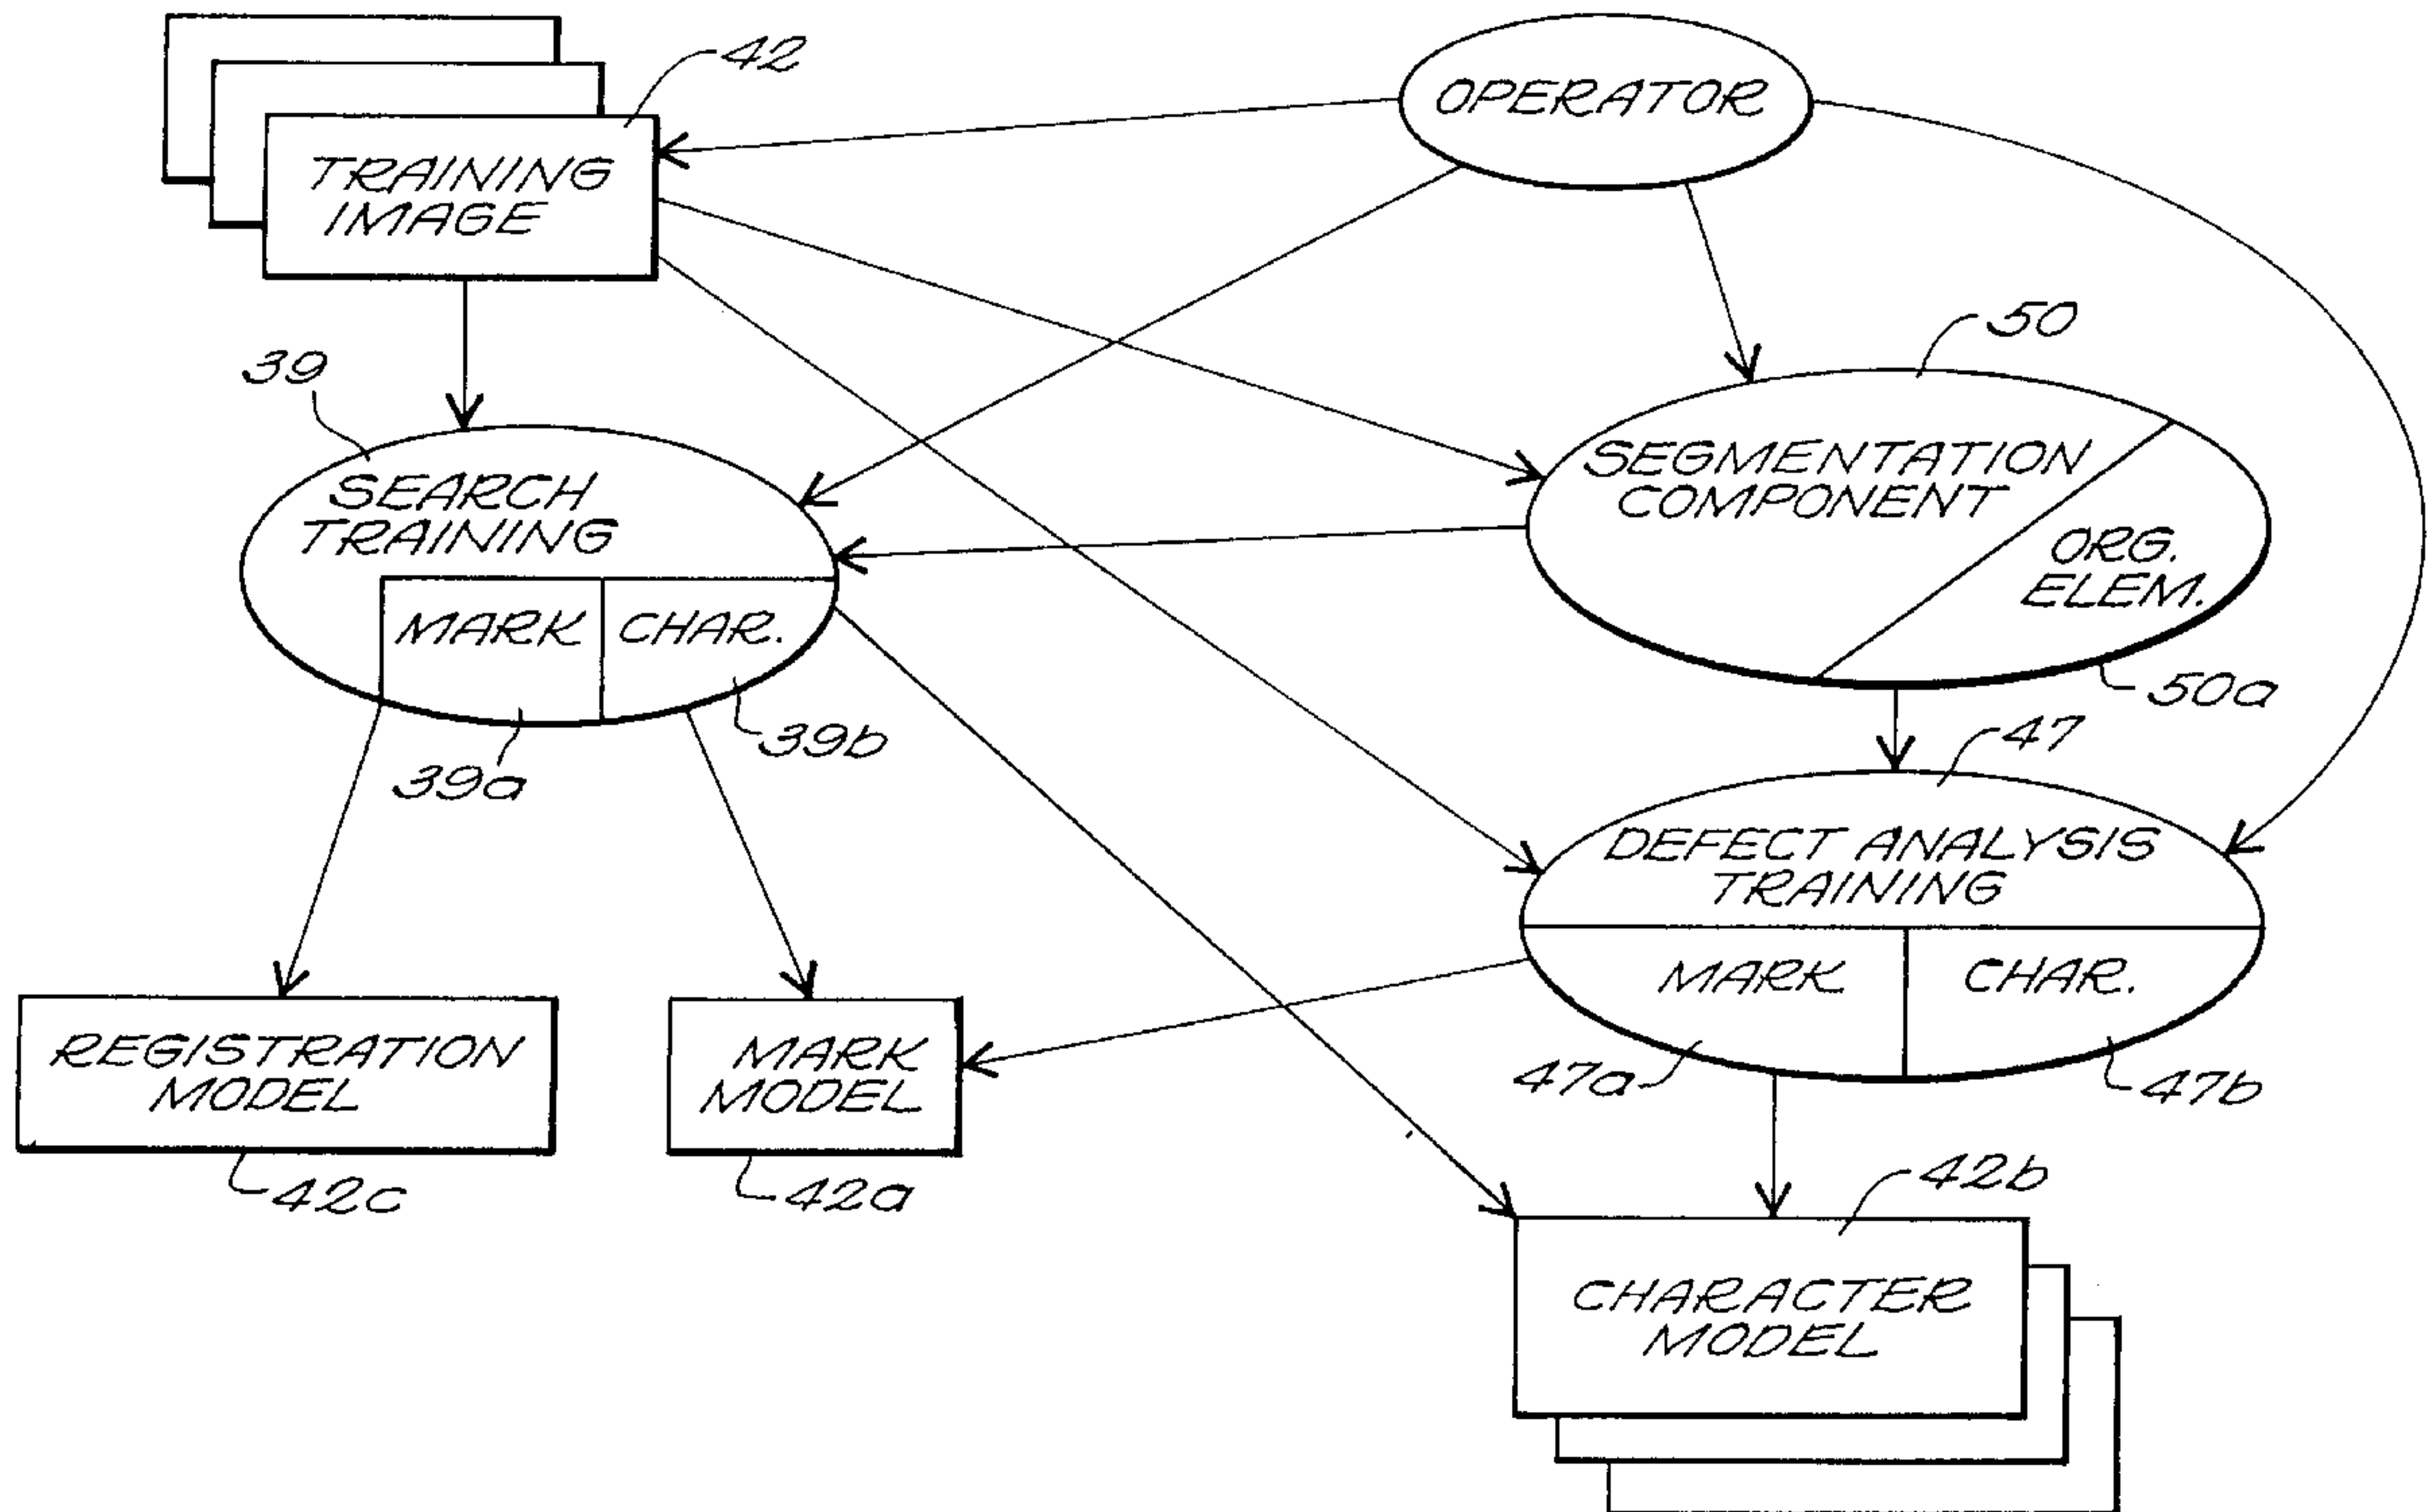 42
OPERATOR
TRAINING
IMAGE
50
39
SEGMENTATION
COMPONENT
SEARCH
TRAINING
ORG.
ELEM.
MARK
CHAR.
50a
39b
47
39a
DEFECT ANALYSIS
TRAINING
MARK
CHAR.
REGISTRATION
MODEL
MARK
MODEL
47a
47b
42c
42a
42b
CHARACTER
MODEL